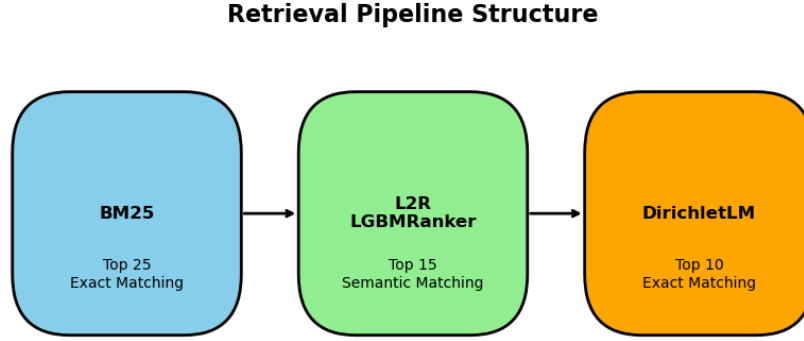 Retrieval Pipeline Structure
BM25
Top 25
Exact Matching
L2R
LGBMRanker
Top 15
Semantic Matching
DirichletLM
Top 10
Exact Matching